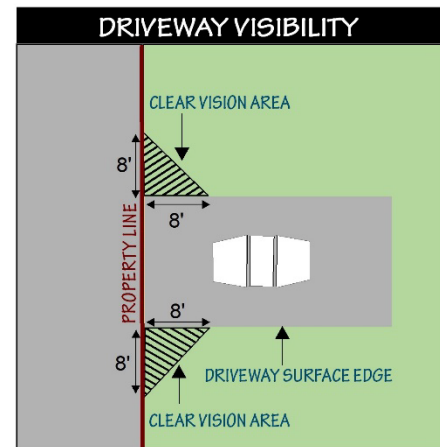 DRIVEWAY VISIBILITY
CLEAR VISION AREA
8'
8'
PROPERTY LINE
8'
8'
DRIVEWAY SURFACE EDGE
CLEAR VISION AREA